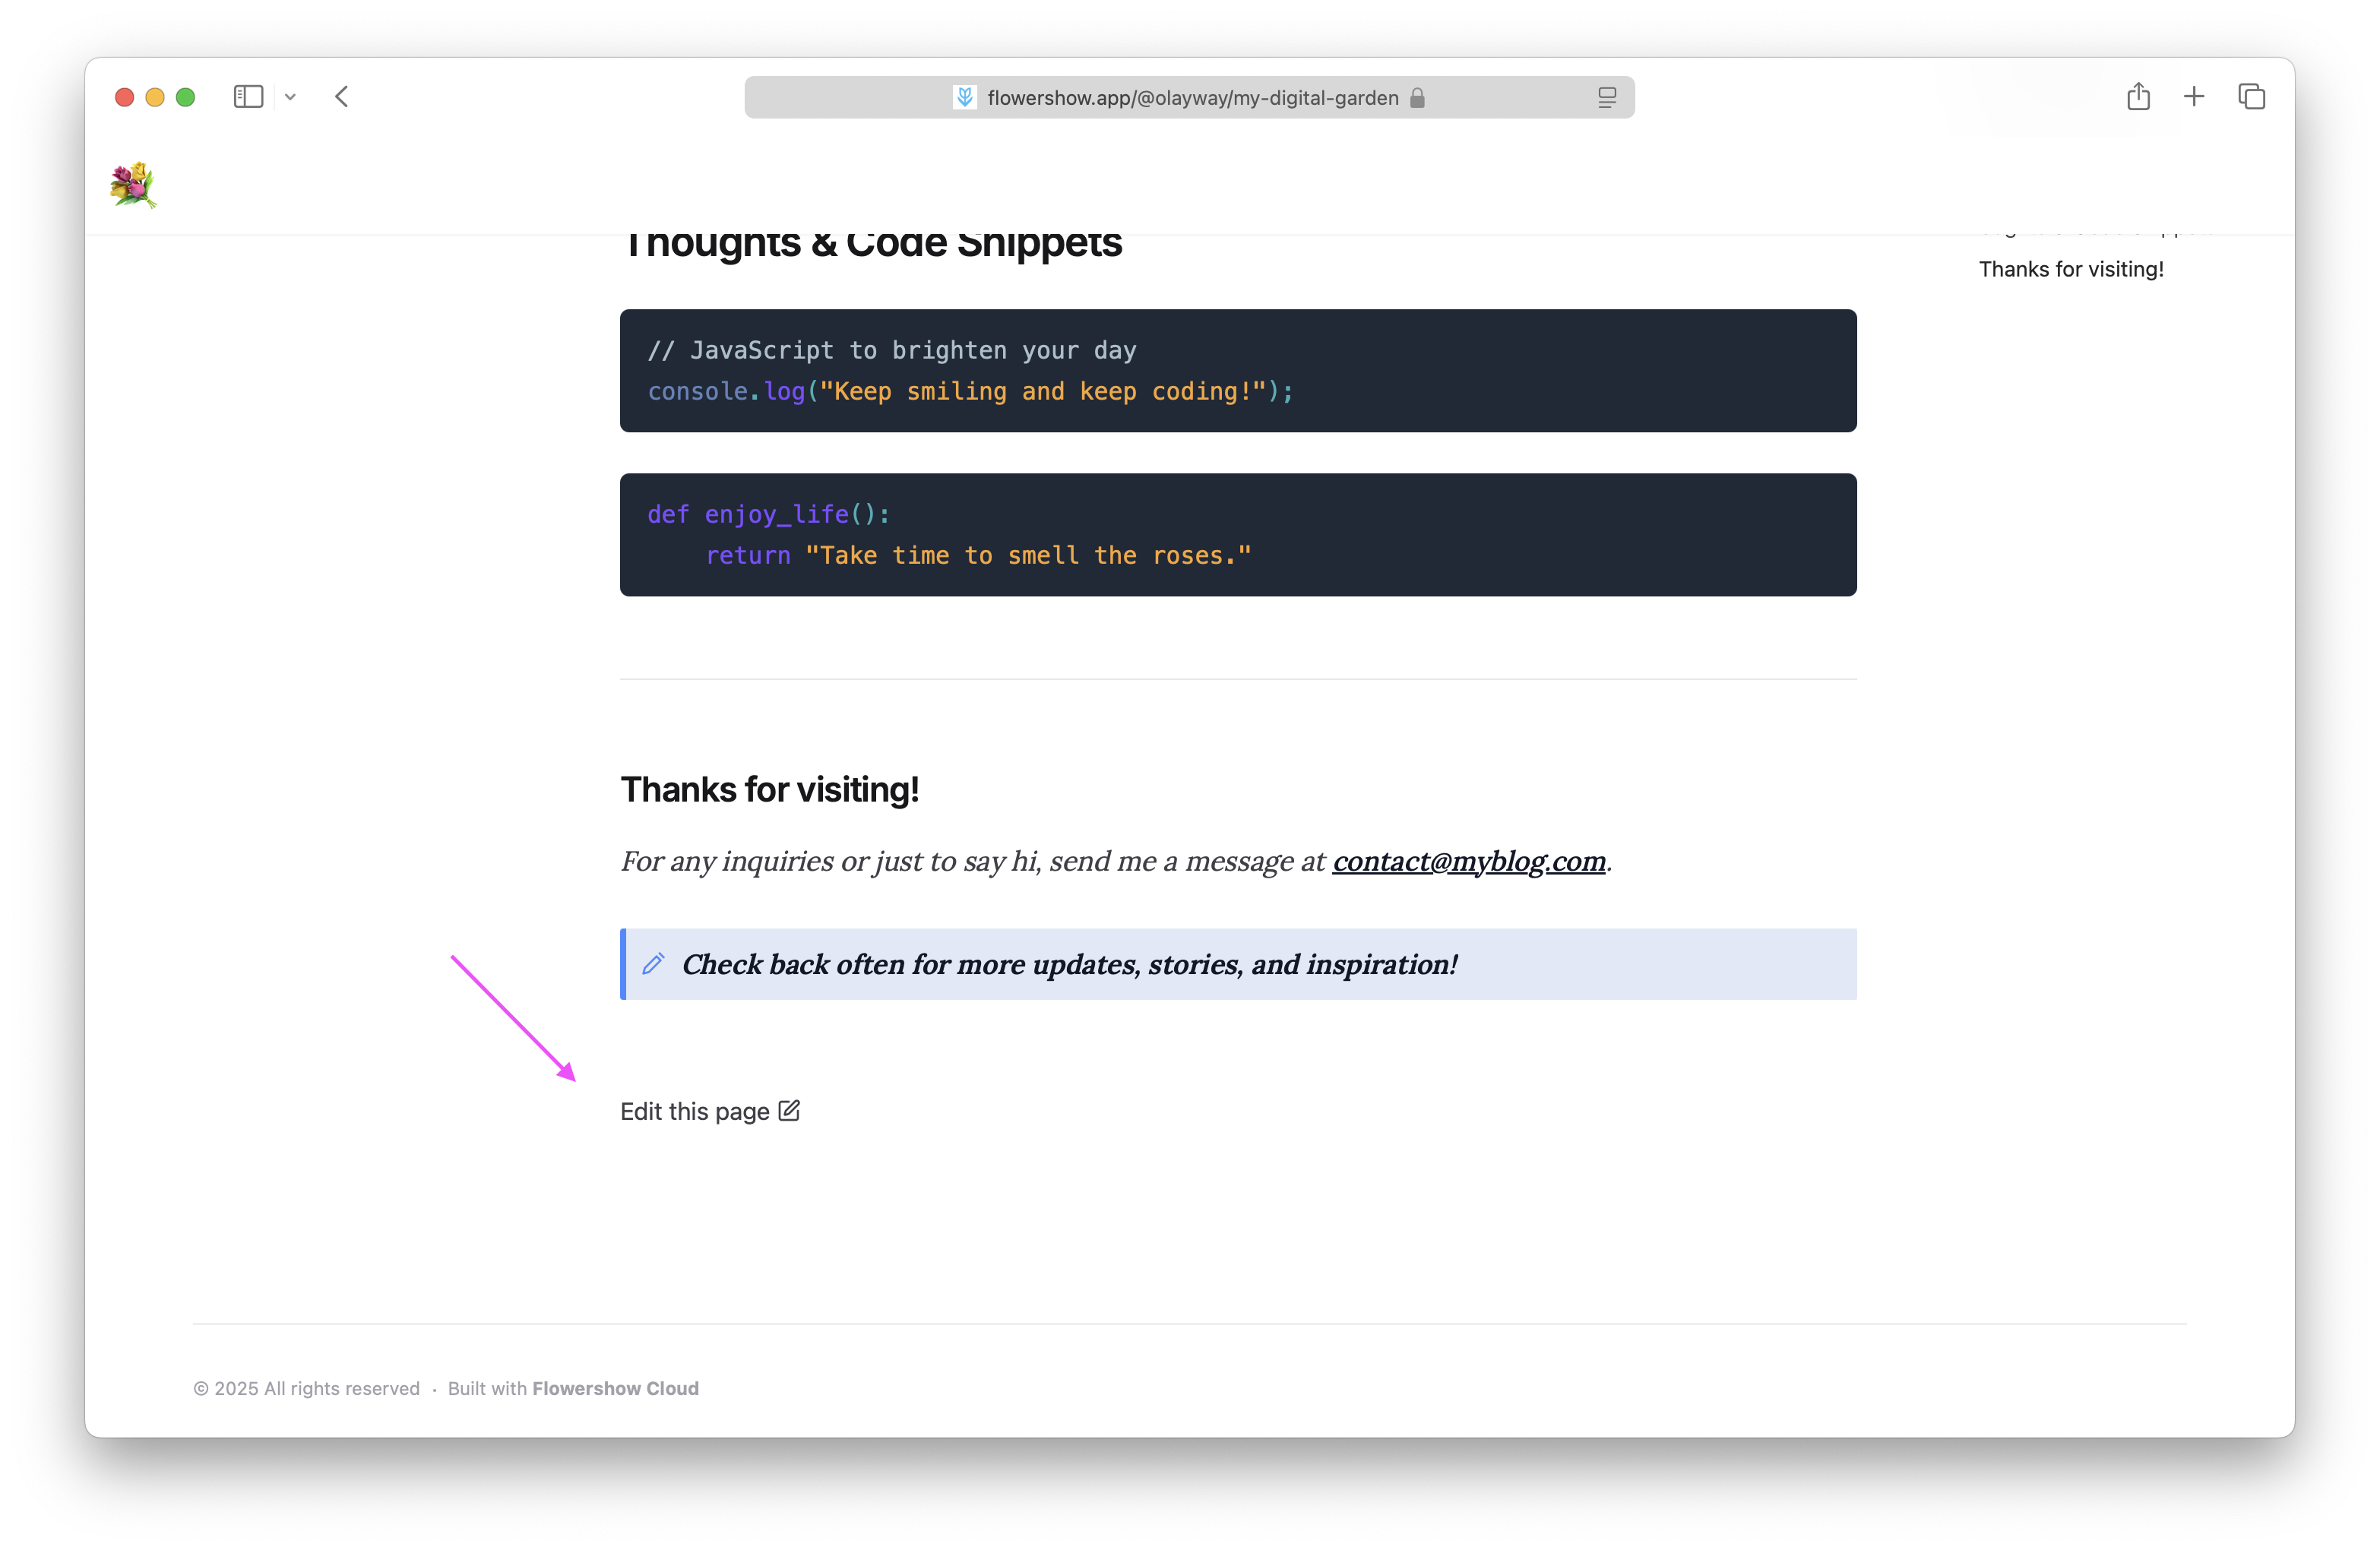 flowershow.app/@olayway/my-digital-garden
Thoughts & Code Snippets
Thanks for visiting!
// JavaScript to brighten your day
console.log("Keep smiling and keep coding!");
def enjoy_life():
    return "Take time to smell the roses."
Thanks for visiting!
For any inquiries or just to say hi, send me a message at contact@myblog.com.
Check back often for more updates, stories, and inspiration!
Edit this page
© 2025 All rights reserved · Built with Flowershow Cloud